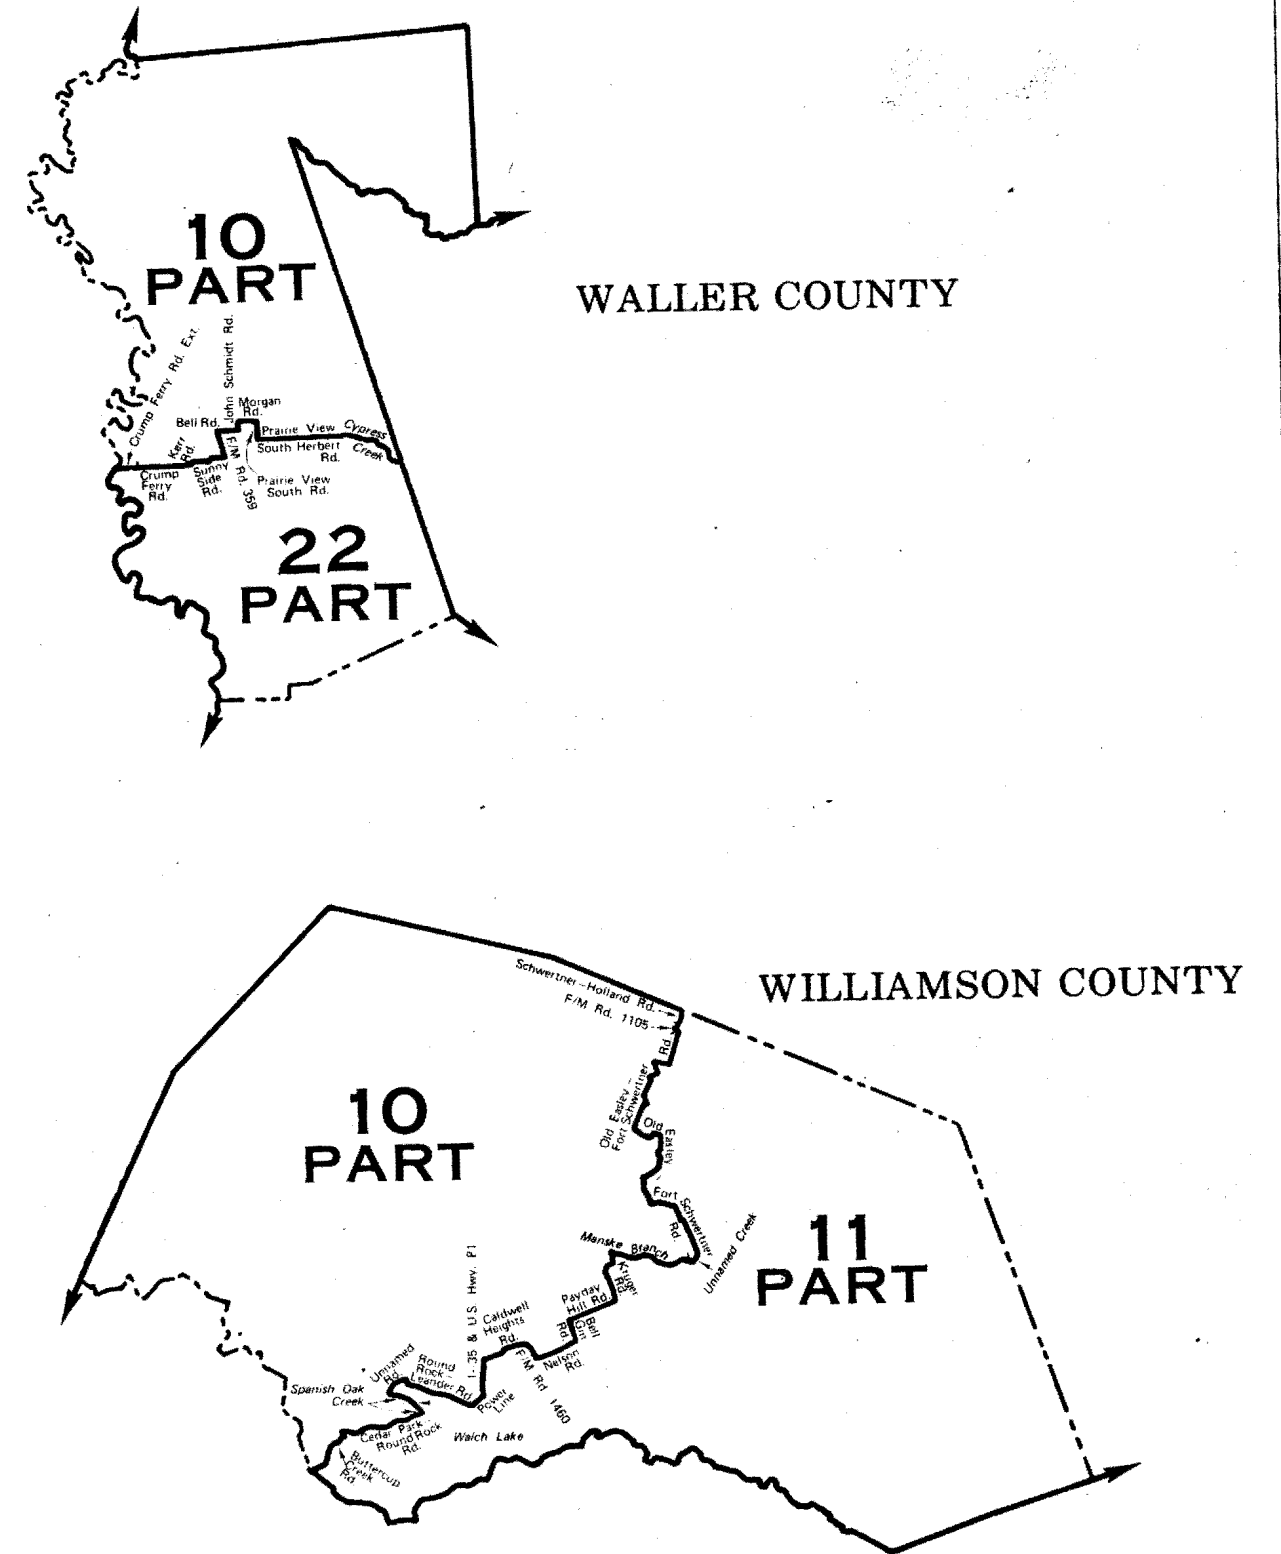 10
PART
WALLER COUNTY
Crump Ferry Rd. Ext.
John Schmidt Rd.
Morgan
Rd.
Bell Rd.
Kerr
Rd.
Prairie View
Cypress
Creek
South Herbert
Rd.
F/M Rd. 359
Crump
Ferry
Rd.
Sunny
Side
Rd.
Prairie View
South Rd.
22
PART
WILLIAMSON COUNTY
Schwertner-Holland Rd.
F/M Rd. 1105
Rd.
Old Easley-
Fort Schwertner
Old Easley
10
PART
Fort Schwertner
Rd.
Unnamed Creek
11
PART
Manske Branch
Kruger
Rd.
Payday
Hill Rd.
Bell
Gin
Rd.
I-35 & US Hwy. 81
Caldwell
Heights
Rd.
Nelson
Rd.
F/M Rd 1460
Unnamed
Rd.
Round
Rock-
Leander Rd.
Power
Line
Spanish Oak
Creek
Cedar Park-
Round Rock
Rd.
Walch Lake
Buttercup
Creek
Rd.